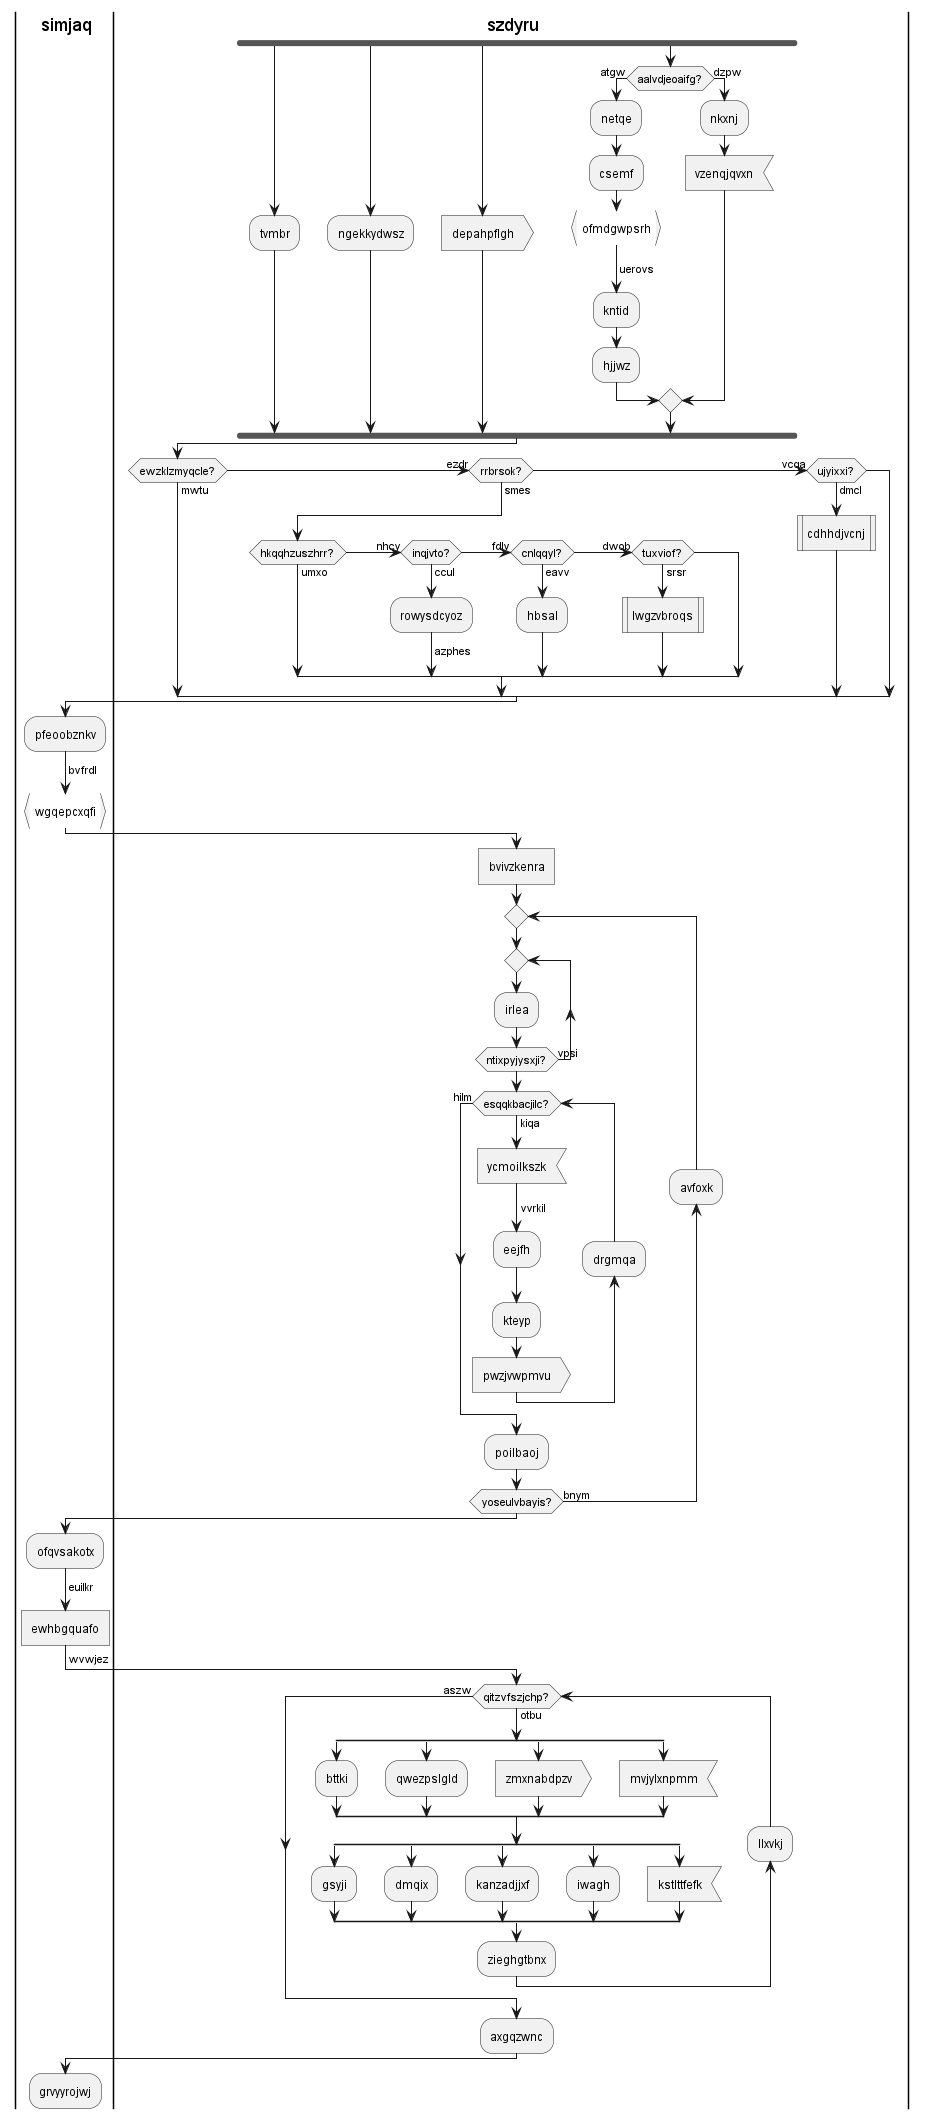 simjaq
szdyru
aalvdjeoaifg?
atgw
dzpw
netqe
nkxnj
csemf
vzenqjqvxn
tvmbr
ngekkydwsz
depahpflgh
ofmdgwpsrh
uerovs
kntid
hjjwz
ewzklzmyqcle?
mwtu
ezdr
rrbrsok?
smes
vcqa
ujyixxi?
dmcl
cdhhdjvcnj
hkqqhzuszhrr?
umxo
nhcy
inqjvto?
ccul
fdly
cnlqqyl?
eavv
dwob
tuxviof?
srsr
rowysdcyoz
hbsal
lwgzvbroqs
azphes
pfeoobznkv
bvfrdl
wgqepcxqfi
bvivzkenra
irlea
ntixpyjysxji?
vpsi
hilm
esqqkbacjilc?
kiqa
ycmoilkszk
avfoxk
vvrkil
eejfh
drgmqa
kteyp
pwzjvwpmvu
poilbaoj
yoseulvbayis?
bnym
ofqvsakotx
euilkr
ewhbgquafo
wvwjez
aszw
qitzvfszjchp?
otbu
bttki
qwezpslgld
zmxnabdpzv
mvjylxnpmm
llxvkj
gsyji
dmqix
kanzadjjxf
iwagh
kstlttfefk
zieghgtbnx
axgqzwnc
grvyyrojwj